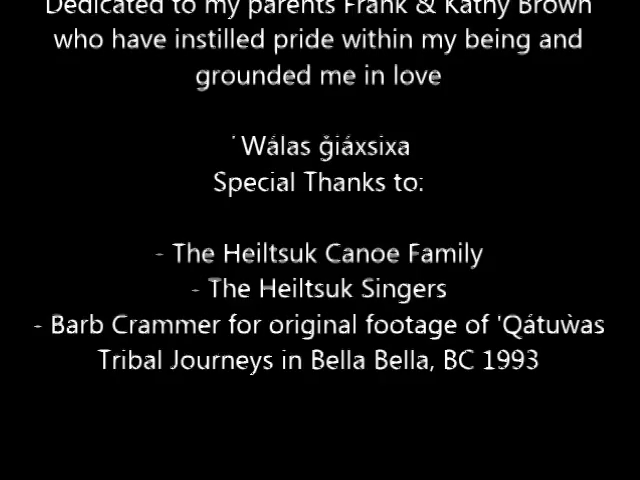 Dedicated to my parents Frank & Kathy Brown
who have instilled pride within my being and
grounded me in love
̓Wálas ǧiáxsixa
Special Thanks to:
- The Heiltsuk Canoe Family
- The Heiltsuk Singers
- Barb Crammer for original footage of 'Qátuẁas
Tribal Journeys in Bella Bella, BC 1993